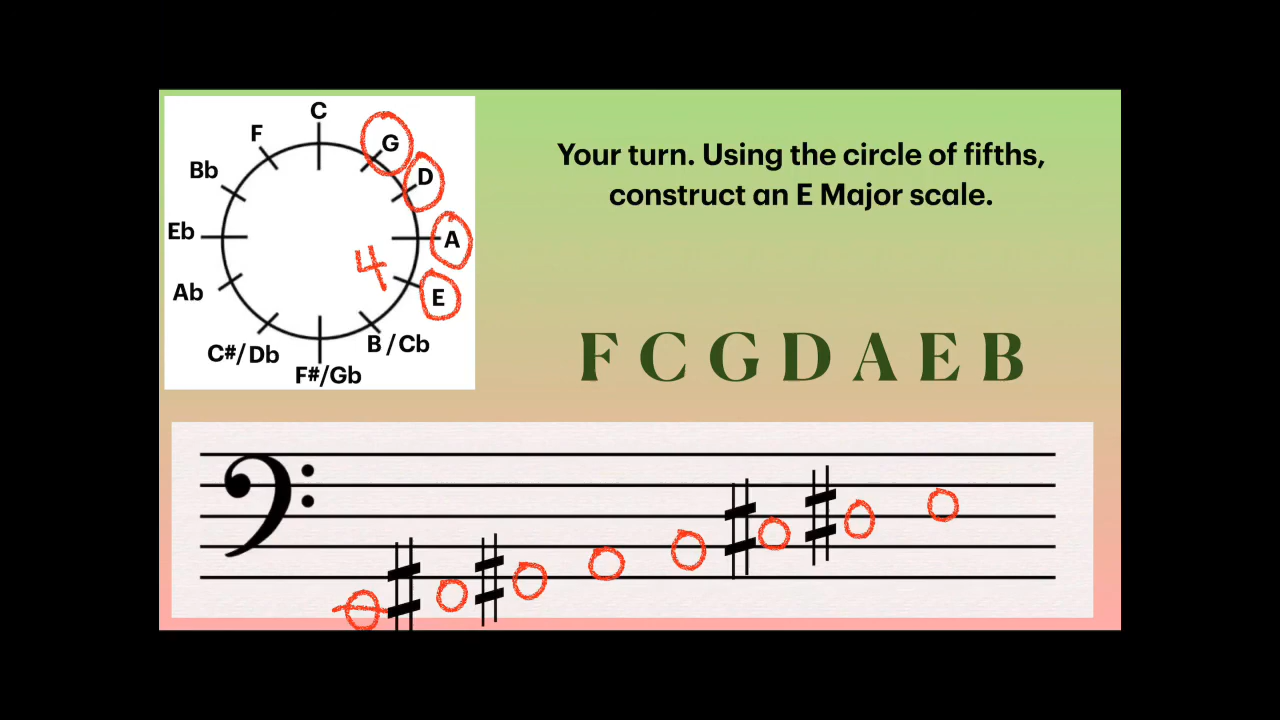 C
F
G
Bb
D
Eb
A
4
Ab
E
C#/Db
B/Cb
F#/Gb
Your turn. Using the circle of fifths,
construct an E Major scale.
F C G D A E B